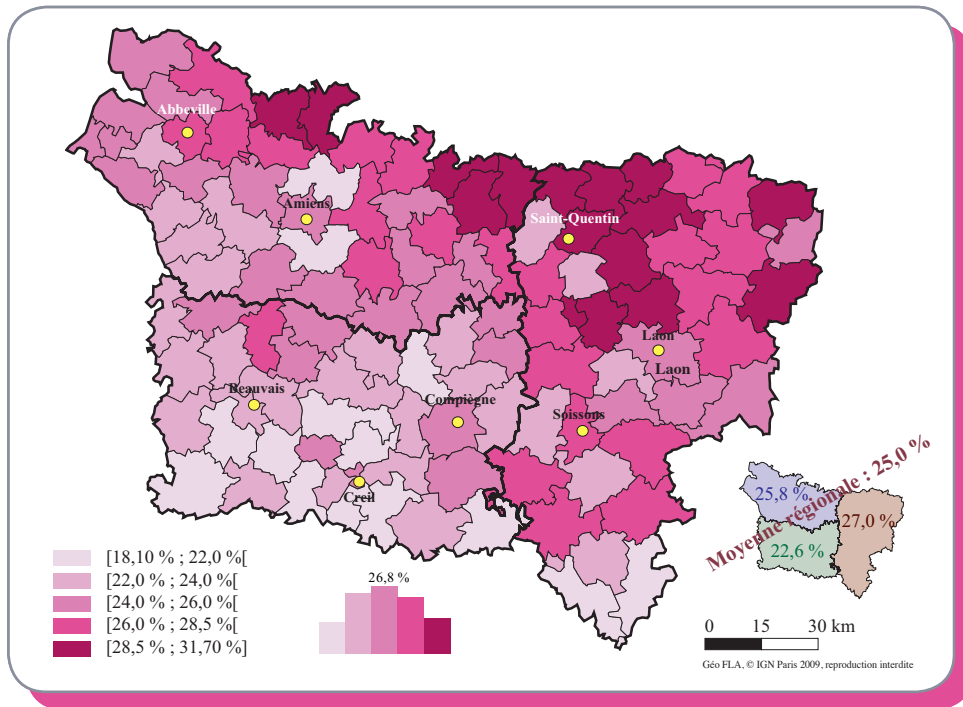 Abbeville
Amiens
Saint-Quentin
Laon
Laon
Beauvais
Compiègne
Soissons
Creil
Moyenne régionale : 25,0 %
25,8 %
27,0 %
22,6 %
[18,10 % ; 22,0 %[
[22,0 % ; 24,0 %[
[24,0 % ; 26,0 %[
[26,0 % ; 28,5 %[
[28,5 % ; 31,70 %]
26,8 %
0 15 30 km
Géo FLA, © IGN Paris 2009, reproduction interdite